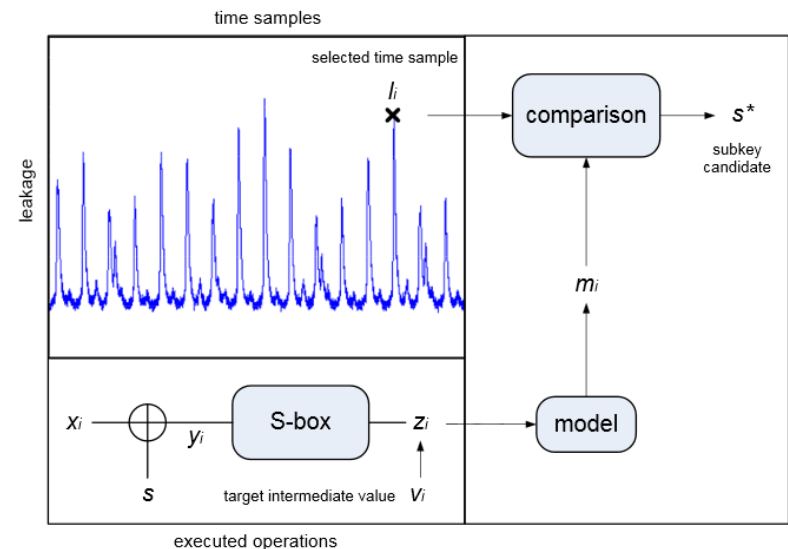 time samples
selected time sample
li
comparison
s*
subkey
candidate
leakage
mi
xi
yi
S-box
zi
model
s
target intermediate value vi
executed operations